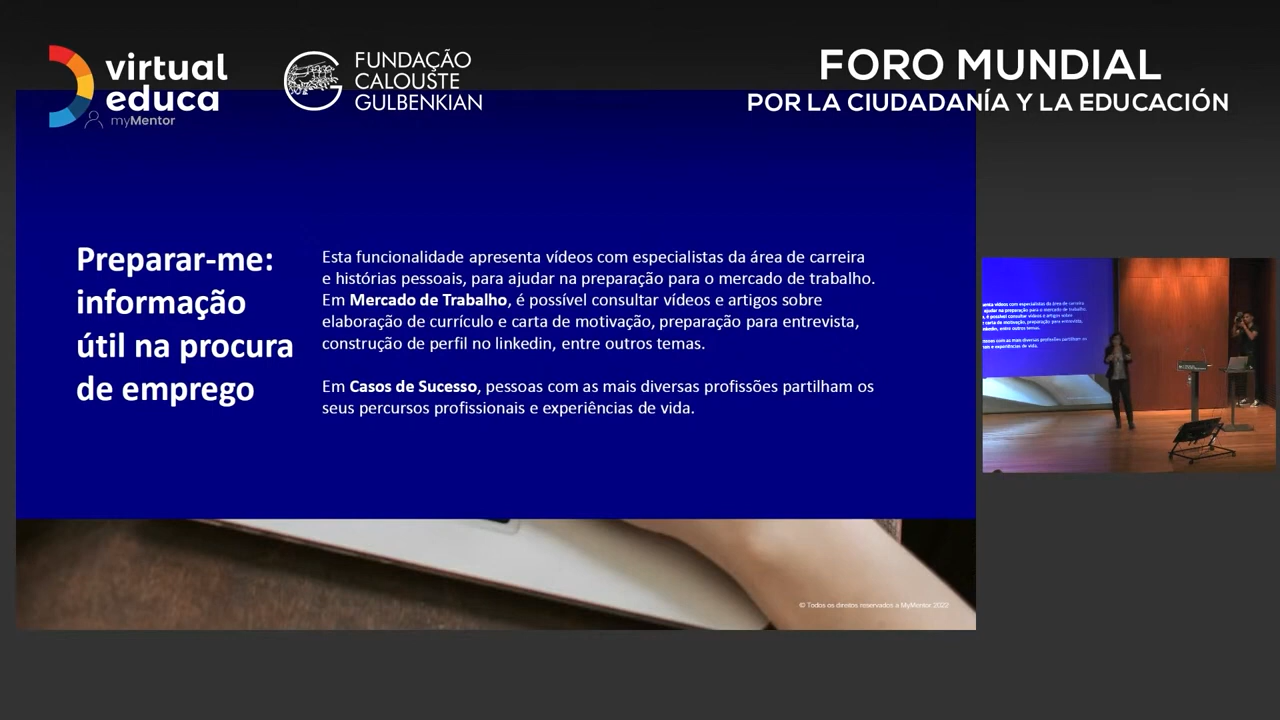 virtual
educa
myMentor
FUNDAÇÃO
CALOUSTE
GULBENKIAN
FORO MUNDIAL
POR LA CIUDADANÍA Y LA EDUCACIÓN
Preparar-me:
informação
útil na procura
de emprego
Esta funcionalidade apresenta vídeos com especialistas da área de carreira
e histórias pessoais, para ajudar na preparação para o mercado de trabalho.
Em Mercado de Trabalho, é possível consultar vídeos e artigos sobre
elaboração de currículo e carta de motivação, preparação para entrevista,
construção de perfil no linkedin, entre outros temas.
Em Casos de Sucesso, pessoas com as mais diversas profissões partilham os
seus percursos profissionais e experiências de vida.
© Todos os direitos reservados a MyMentor 2022